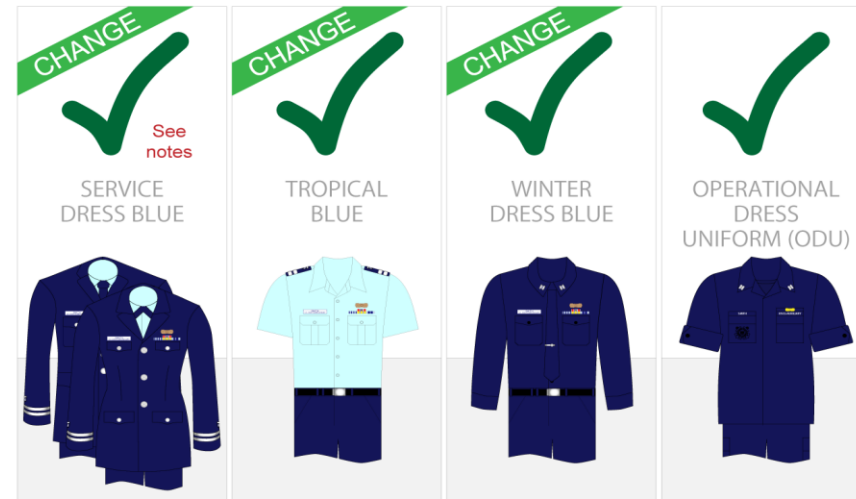 CHANGE
See
notes
SERVICE
DRESS BLUE
CHANGE
TROPICAL
BLUE
CHANGE
WINTER
DRESS BLUE
OPERATIONAL
DRESS
UNIFORM (ODU)